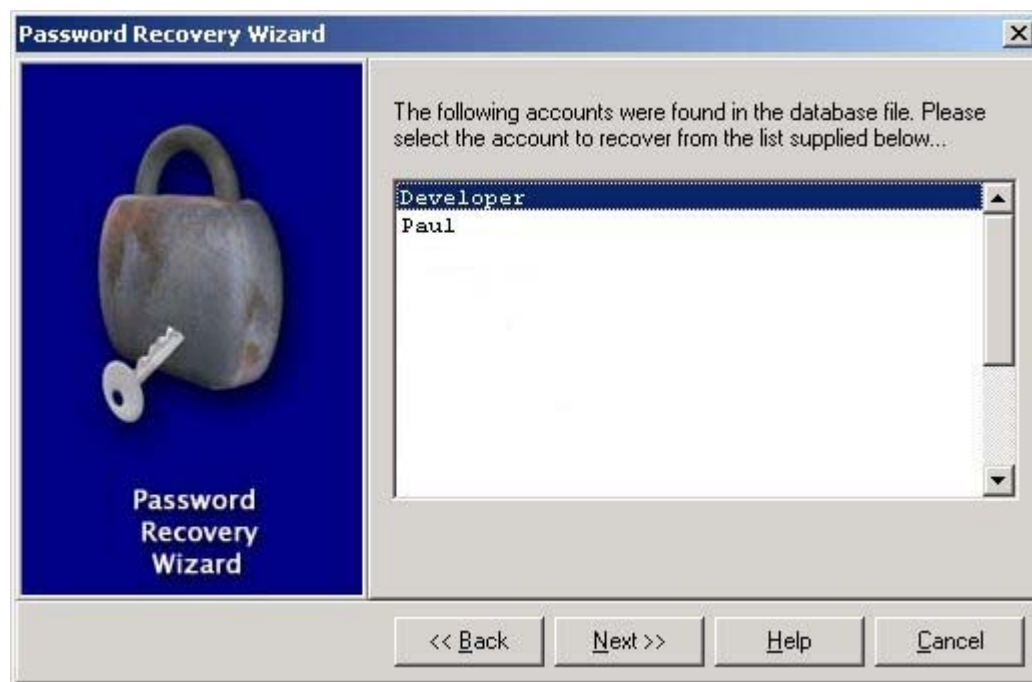 Password Recovery Wizard
The following accounts were found in the database file. Please
select the account to recover from the list supplied below...
Developer
Paul
Password
Recovery
Wizard
<< Back
Next >>
Help
Cancel